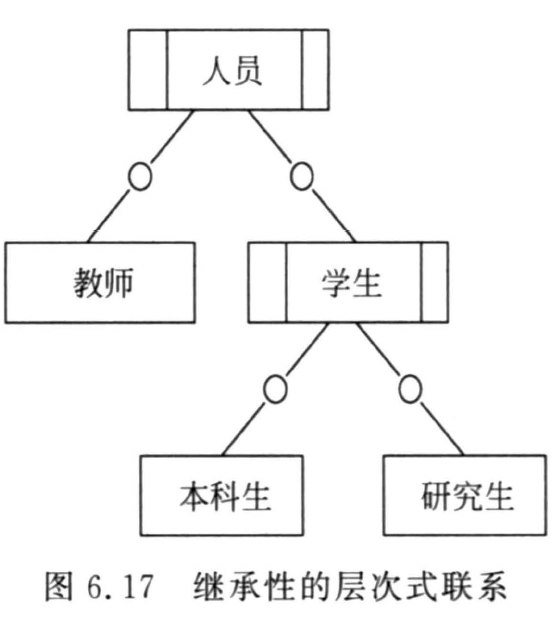 人员
教师
学生
本科生
研究生
图 6.17 继承性的层次式联系